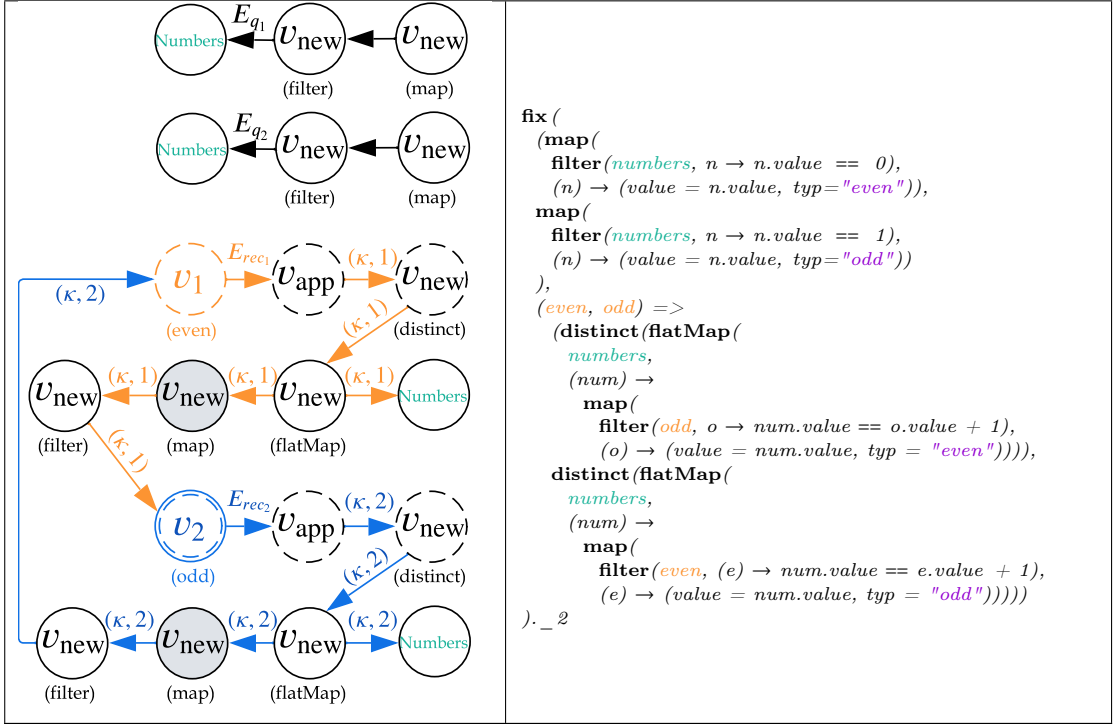 E_{q_1}
Numbers v_new v_new
(filter) (map)
E_{q_2}
Numbers v_new v_new
(filter) (map)
E_{rec_1} (κ, 1)
v_1 v_app v_new
(κ, 2)
(even) (distinct)
(κ, 1)
(κ, 1) (κ, 1) (κ, 1)
v_new v_new v_new Numbers
(filter) (map) (flatMap)
(κ, 1)
E_{rec_2} (κ, 2)
v_2 v_app v_new
(odd) (distinct)
(κ, 2)
(κ, 2) (κ, 2) (κ, 2)
v_new v_new v_new Numbers
(filter) (map) (flatMap)
fix(
(map(
filter(numbers, n → n.value == 0),
(n) → (value = n.value, typ="even")),
map(
filter(numbers, n → n.value == 1),
(n) → (value = n.value, typ="odd"))
),
(even, odd) =>
(distinct(flatMap(
numbers,
(num) →
map(
filter(odd, o → num.value == o.value + 1),
(o) → (value = num.value, typ = "even")))),
distinct(flatMap(
numbers,
(num) →
map(
filter(even, (e) → num.value == e.value + 1),
(e) → (value = num.value, typ = "odd")))))
)._2